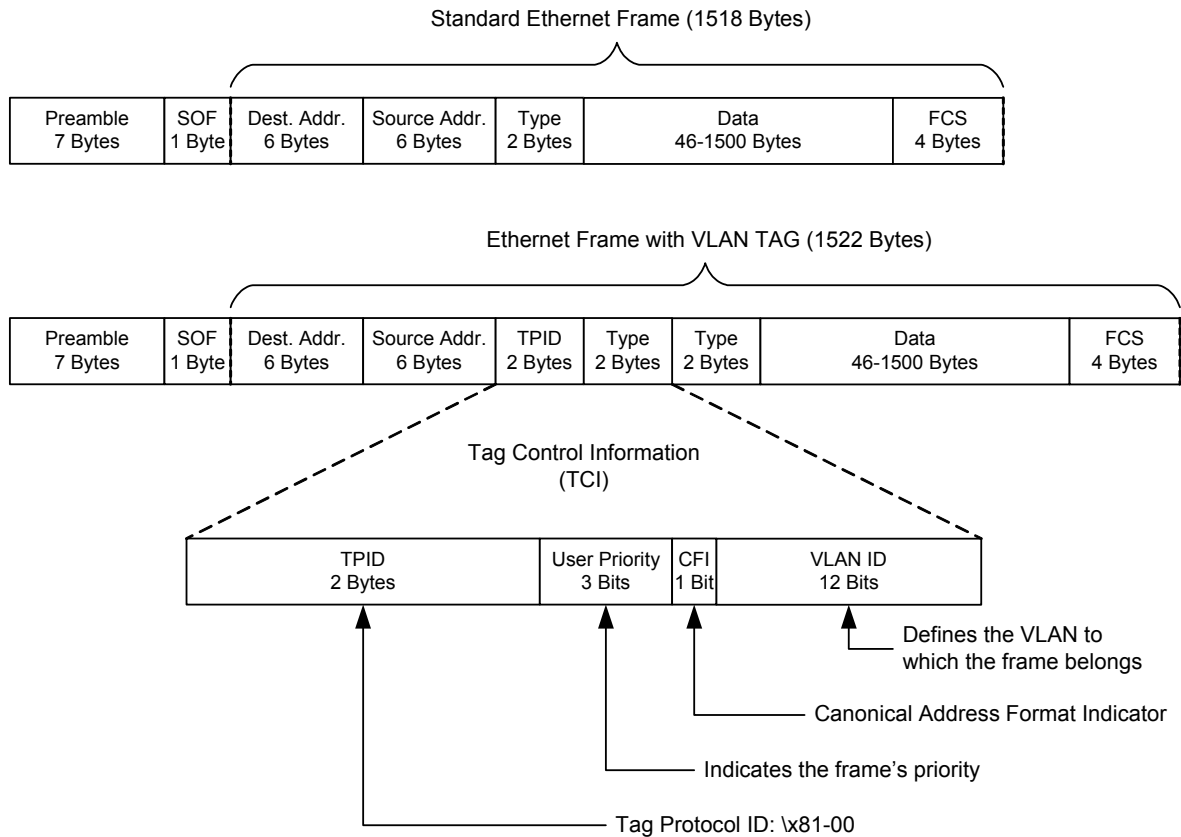 Standard Ethernet Frame (1518 Bytes)
Preamble
7 Bytes
SOF
1 Byte
Dest. Addr.
6 Bytes
Source Addr.
6 Bytes
Type
2 Bytes
Data
46-1500 Bytes
FCS
4 Bytes
Ethernet Frame with VLAN TAG (1522 Bytes)
Preamble
7 Bytes
SOF
1 Byte
Dest. Addr.
6 Bytes
Source Addr.
6 Bytes
TPID
2 Bytes
Type
2 Bytes
Type
2 Bytes
Data
46-1500 Bytes
FCS
4 Bytes
Tag Control Information
(TCI)
TPID
2 Bytes
User Priority
3 Bits
CFI
1 Bit
VLAN ID
12 Bits
Defines the VLAN to
which the frame belongs
Canonical Address Format Indicator
Indicates the frame's priority
Tag Protocol ID: \x81-00